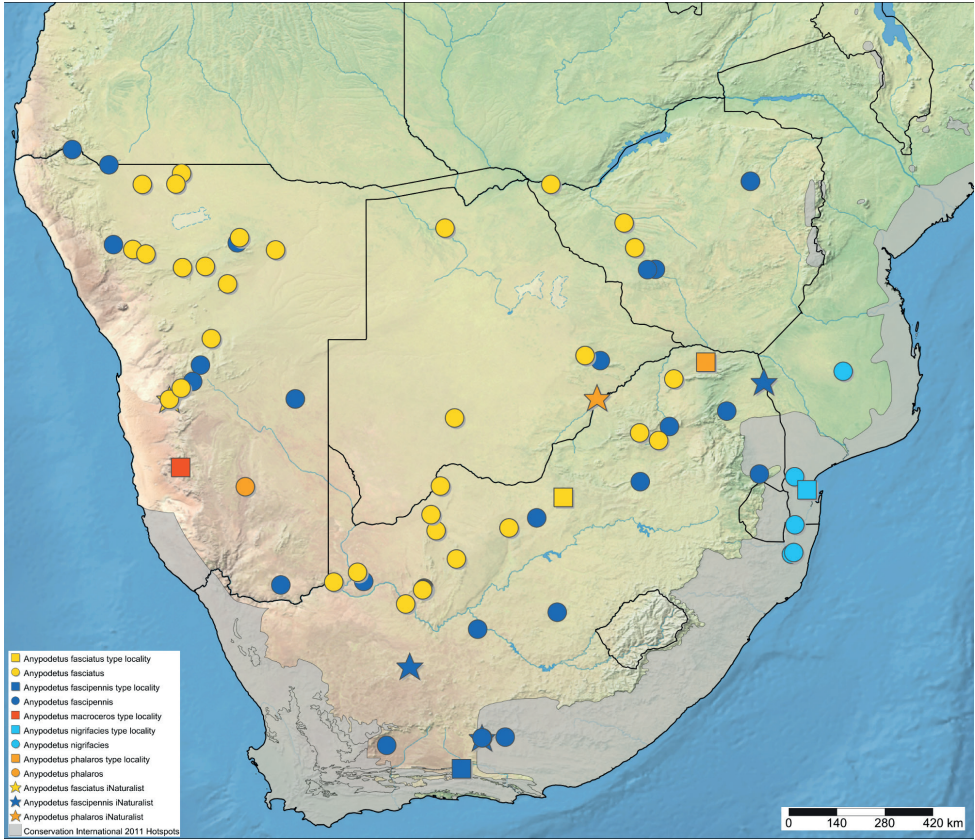 Anypodetus fasciatus type locality
Anypodetus fasciatus
Anypodetus fascipennis type locality
Anypodetus fascipennis
Anypodetus macroceros type locality
Anypodetus nigrifacies type locality
Anypodetus nigrifacies
Anypodetus phalaros type locality
Anypodetus phalaros
Anypodetus fasciatus iNaturalist
Anypodetus fascipennis iNaturalist
Anypodetus phalaros iNaturalist
Conservation International 2011 Hotspots
0 140 280 420 km